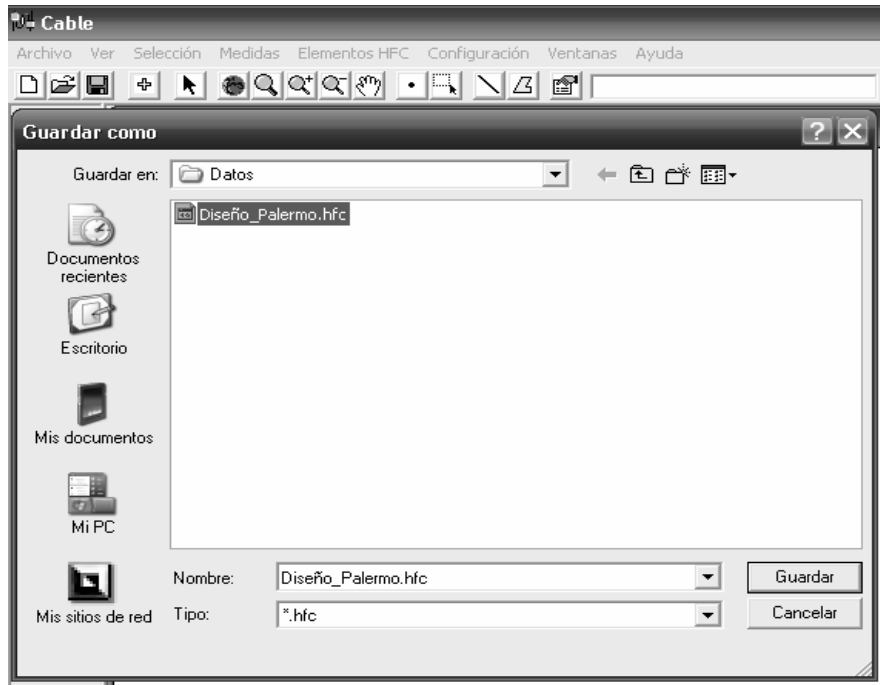 Cable
Archivo Ver Selección Medidas Elementos HFC Configuración Ventanas Ayuda
Guardar como
Guardar en: Datos
Diseño_Palermo.hfc
Documentos
recientes
Escritorio
Mis documentos
Mi PC
Mis sitios de red
Nombre: Diseño_Palermo.hfc Guardar
Tipo: *.hfc Cancelar